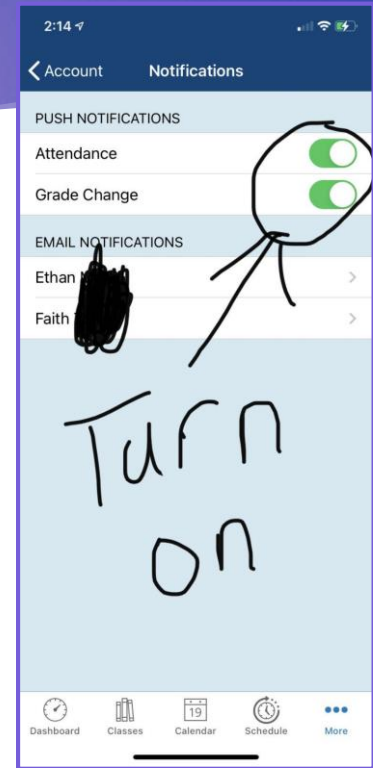 2:14
Account Notifications
PUSH NOTIFICATIONS
Attendance
Grade Change
EMAIL NOTIFICATIONS
Ethan
Faith
Turn
on
19
Dashboard Classes Calendar Schedule More